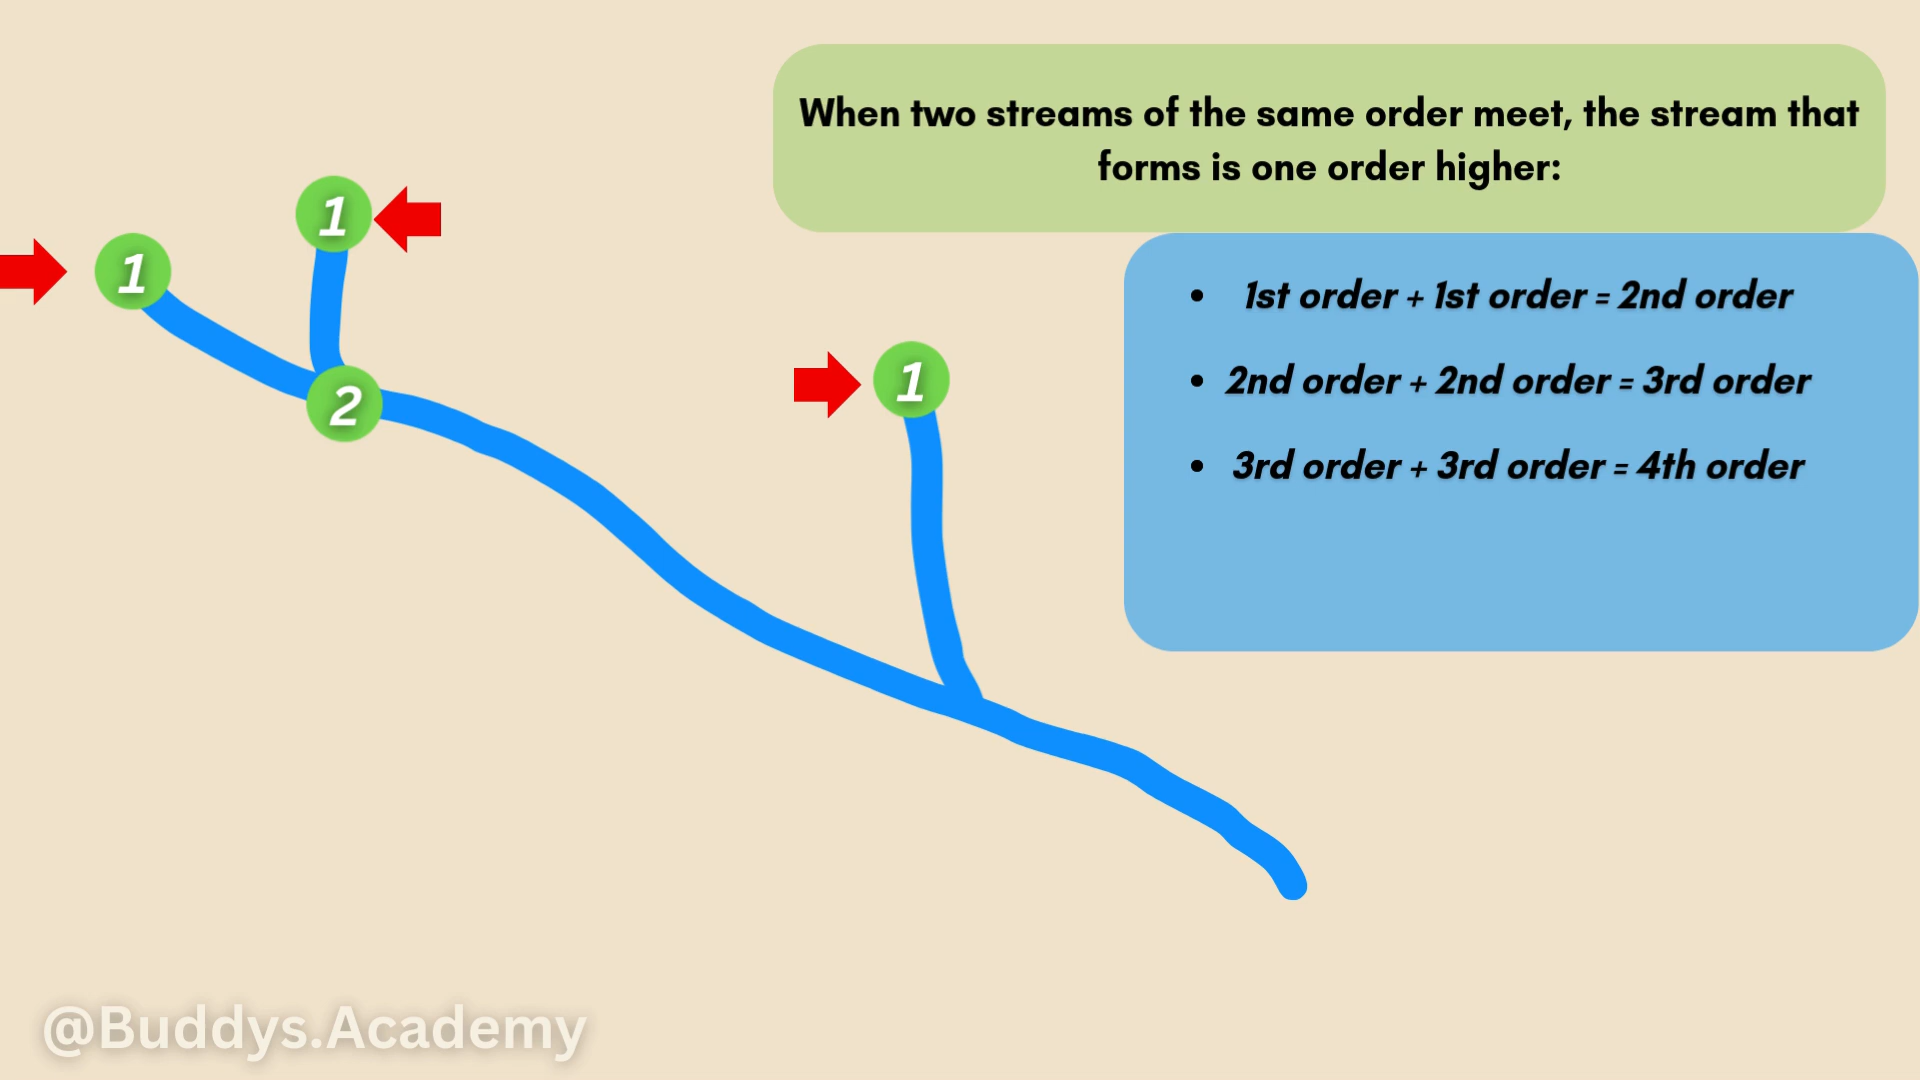 When two streams of the same order meet, the stream that
forms is one order higher:
1
1
2
1
• 1st order + 1st order = 2nd order
• 2nd order + 2nd order = 3rd order
• 3rd order + 3rd order = 4th order
@Buddys.Academy